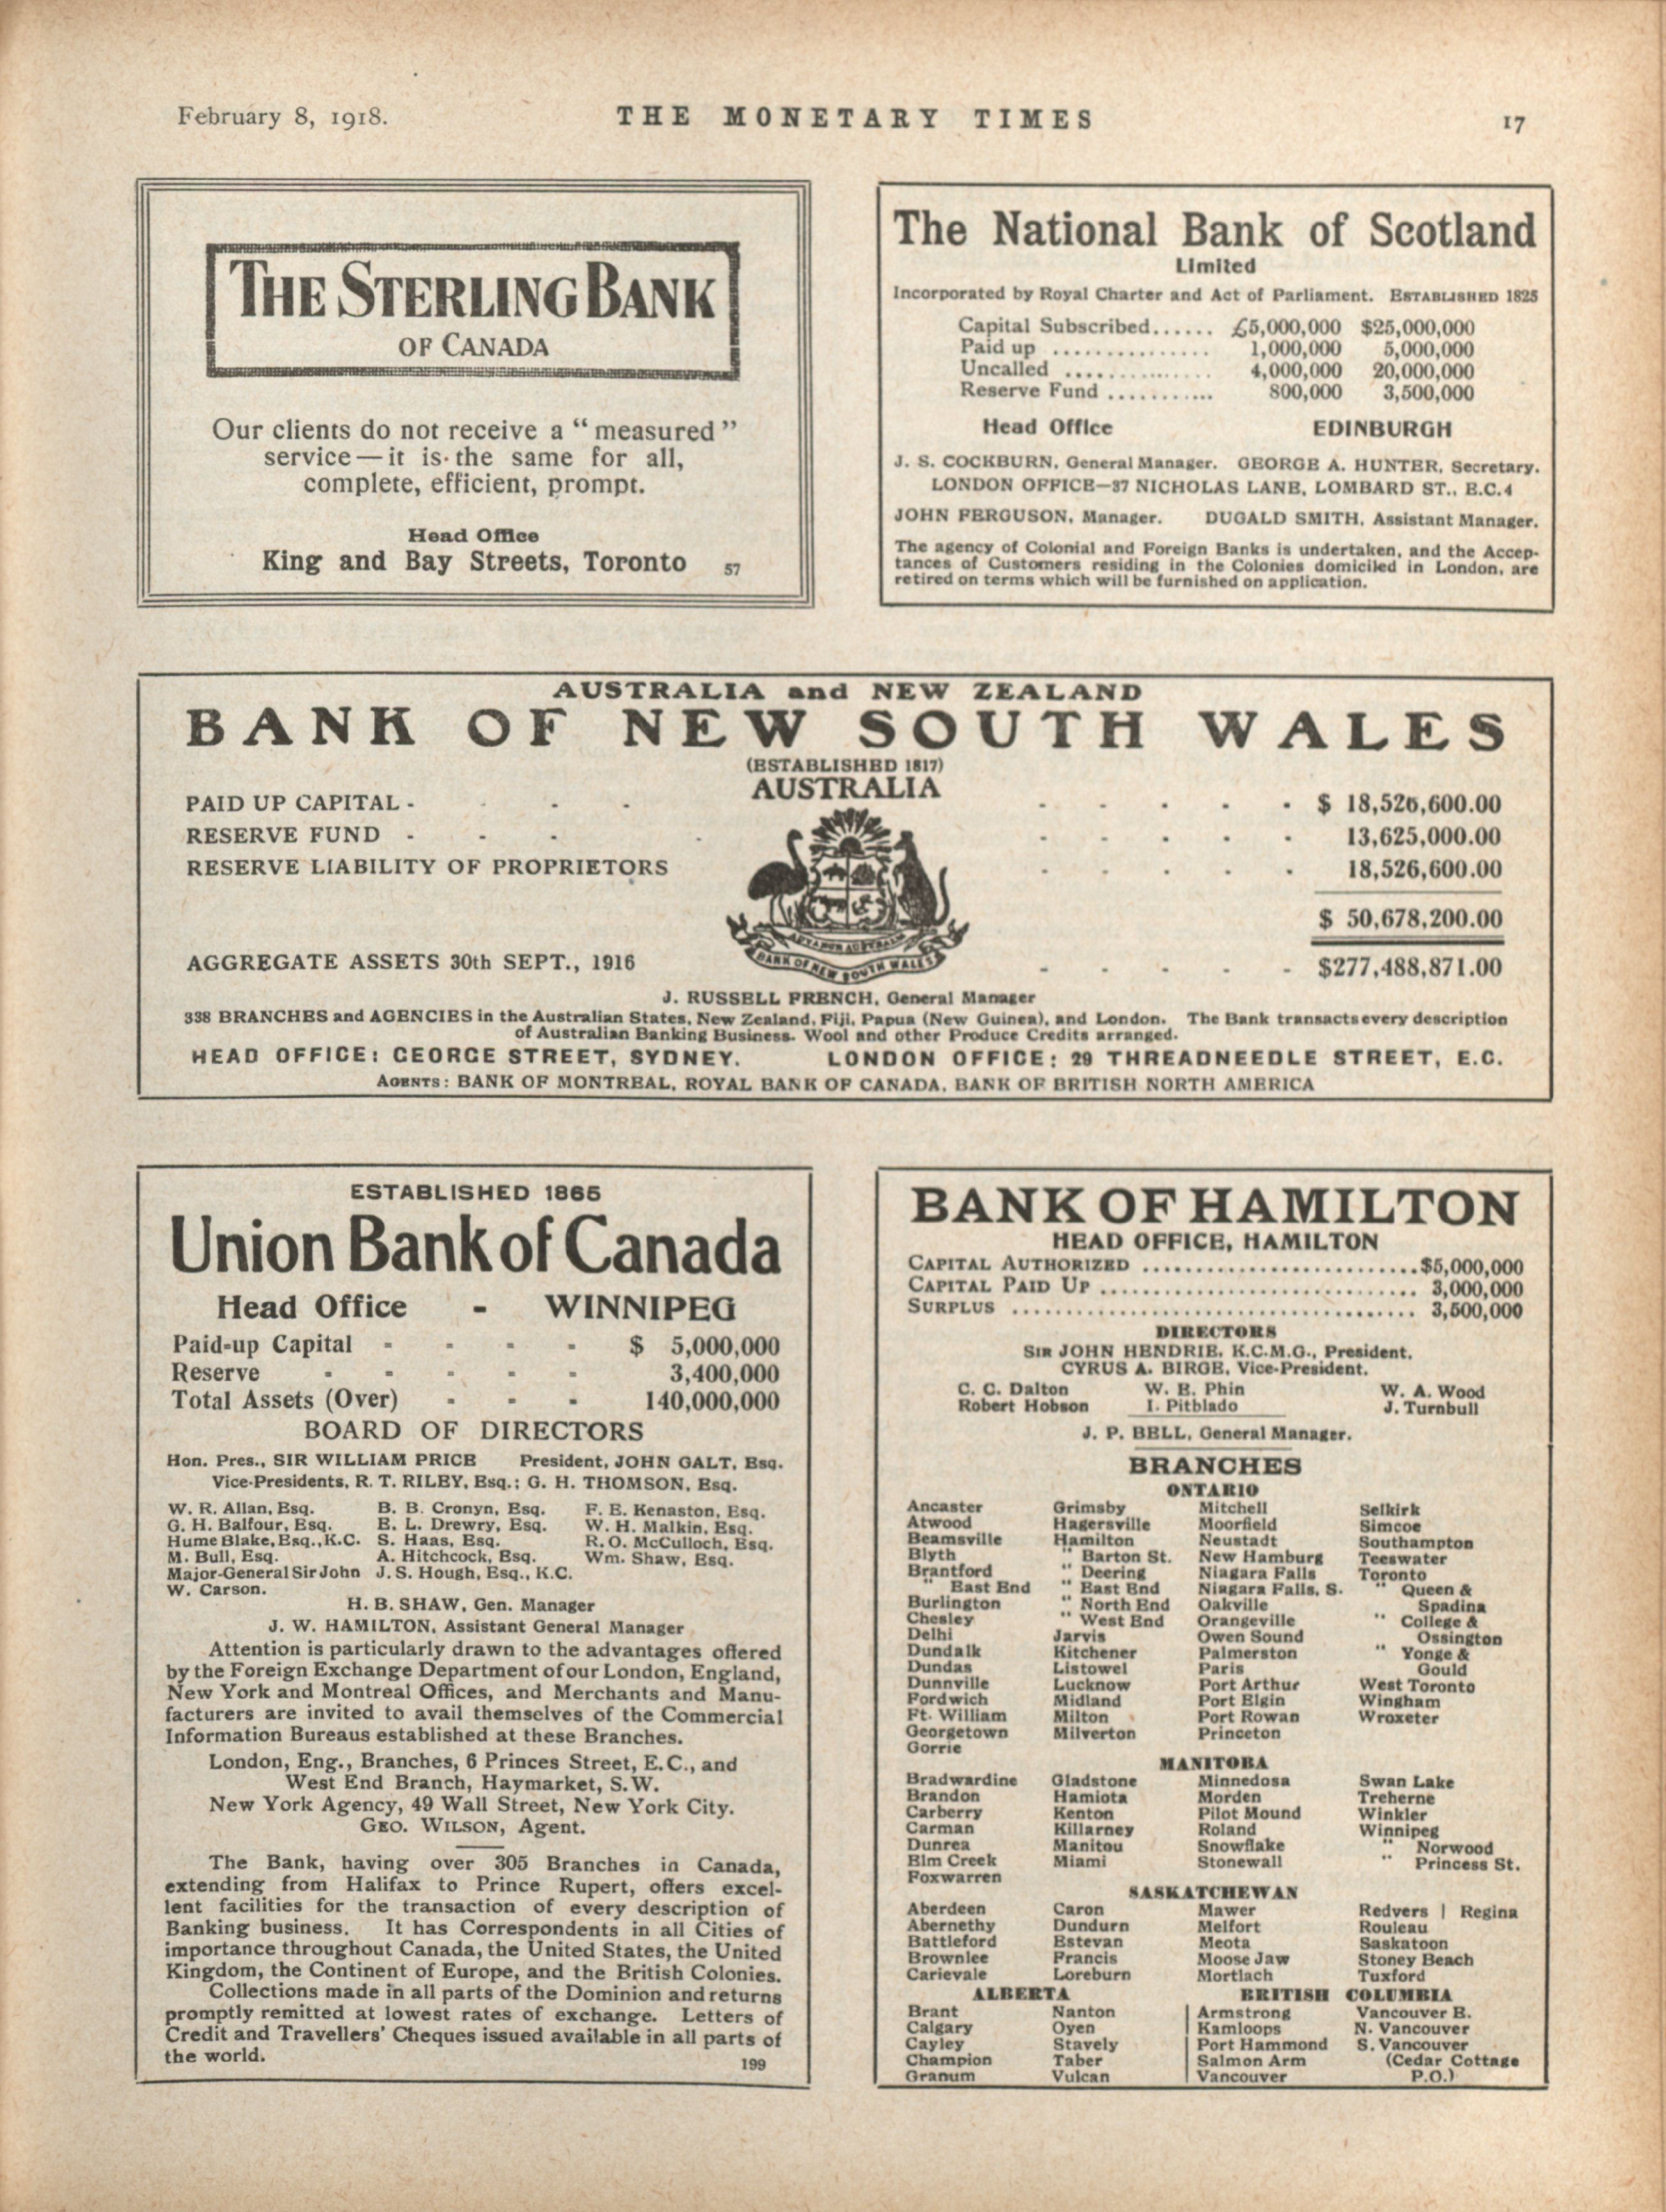 February 8, 1918.
THE MONETARY TIMES
17
THE STERLING BANK
OF CANADA
Our clients do not receive a “measured”
service—it is the same for all,
complete, efficient, prompt.
Head Office
King and Bay Streets, Toronto 57
The National Bank of Scotland
Limited
Incorporated by Royal Charter and Act of Parliament. ESTABLISHED 1825
Capital Subscribed...... £5,000,000 $25,000,000
Paid up ............... 1,000,000 5,000,000
Uncalled ............... 4,000,000 20,000,000
Reserve Fund ........... 800,000 3,500,000
Head Office EDINBURGH
J. S. COCKBURN, General Manager. GEORGE A. HUNTER, Secretary.
LONDON OFFICE—37 NICHOLAS LANE, LOMBARD ST., E.C.4
JOHN FERGUSON, Manager. DUGALD SMITH, Assistant Manager.
The agency of Colonial and Foreign Banks is undertaken, and the Accep-
tances of Customers residing in the Colonies domiciled in London, are
retired on terms which will be furnished on application.
AUSTRALIA and NEW ZEALAND
BANK OF NEW SOUTH WALES
(ESTABLISHED 1817)
AUSTRALIA
PAID UP CAPITAL - - - - - - - - - $ 18,526,600.00
RESERVE FUND - - - - - - - - - 13,625,000.00
RESERVE LIABILITY OF PROPRIETORS - - - - - 18,526,600.00
$ 50,678,200.00
ADVANCE AUSTRALIA
BANK OF NEW SOUTH WALES
AGGREGATE ASSETS 30th SEPT., 1916 - - - - - $277,488,871.00
J. RUSSELL FRENCH, General Manager
338 BRANCHES and AGENCIES in the Australian States, New Zealand, Fiji, Papua (New Guinea), and London. The Bank transacts every description
of Australian Banking Business. Wool and other Produce Credits arranged.
HEAD OFFICE: GEORGE STREET, SYDNEY. LONDON OFFICE: 29 THREADNEEDLE STREET, E.C.
AGENTS: BANK OF MONTREAL, ROYAL BANK OF CANADA, BANK OF BRITISH NORTH AMERICA
ESTABLISHED 1865
Union Bank of Canada
Head Office - WINNIPEG
Paid-up Capital - - - - $ 5,000,000
Reserve - - - - - 3,400,000
Total Assets (Over) - - - 140,000,000
BOARD OF DIRECTORS
Hon. Pres., SIR WILLIAM PRICE President, JOHN GALT, Esq.
Vice-Presidents, R. T. RILEY, Esq.; G. H. THOMSON, Esq.
W. R. Allan, Esq. B. B. Cronyn, Esq. F. E. Kenaston, Esq.
G. H. Balfour, Esq. E. L. Drewry, Esq. W. H. Malkin, Esq.
Hume Blake, Esq., K.C. S. Haas, Esq. R. O. McCulloch, Esq.
M. Bull, Esq. A. Hitchcock, Esq. Wm. Shaw, Esq.
Major-General Sir John J. S. Hough, Esq., K.C.
W. Carson.
H. B. SHAW, Gen. Manager
J. W. HAMILTON, Assistant General Manager
Attention is particularly drawn to the advantages offered
by the Foreign Exchange Department of our London, England,
New York and Montreal Offices, and Merchants and Manu-
facturers are invited to avail themselves of the Commercial
Information Bureaus established at these Branches.
London, Eng., Branches, 6 Princes Street, E.C., and
West End Branch, Haymarket, S.W.
New York Agency, 49 Wall Street, New York City.
GEO. WILSON, Agent.
The Bank, having over 305 Branches in Canada,
extending from Halifax to Prince Rupert, offers excel-
lent facilities for the transaction of every description of
Banking business. It has Correspondents in all Cities of
importance throughout Canada, the United States, the United
Kingdom, the Continent of Europe, and the British Colonies.
Collections made in all parts of the Dominion and returns
promptly remitted at lowest rates of exchange. Letters of
Credit and Travellers' Cheques issued available in all parts of
the world.
199
BANK OF HAMILTON
HEAD OFFICE, HAMILTON
CAPITAL AUTHORIZED ..........................$5,000,000
CAPITAL PAID UP .............................. 3,000,000
SURPLUS ...................................... 3,500,000
DIRECTORS
SIR JOHN HENDRIE, K.C.M.G., President.
CYRUS A. BIRGE, Vice-President.
C. C. Dalton W. E. Phin W. A. Wood
Robert Hobson I. Pitblado J. Turnbull
J. P. BELL, General Manager.
BRANCHES
ONTARIO
Ancaster Grimsby Mitchell Selkirk
Atwood Hagersville Moorfield Simcoe
Beamsville Hamilton Neustadt Southampton
Blyth " Barton St. New Hamburg Teeswater
Brantford " Deering Niagara Falls Toronto
" East End " East End Niagara Falls, S. " Queen &
Burlington " North End Oakville Spadina
Chesley " West End Orangeville " College &
Delhi Jarvis Owen Sound Ossington
Dundalk Kitchener Palmerston " Yonge &
Dundas Listowel Paris Gould
Dunnville Lucknow Port Arthur West Toronto
Fordwich Midland Port Elgin Wingham
Ft. William Milton Port Rowan Wroxeter
Georgetown Milverton Princeton
Gorrie
MANITOBA
Bradwardine Gladstone Minnedosa Swan Lake
Brandon Hamiota Morden Treherne
Carberry Kenton Pilot Mound Winkler
Carman Killarney Roland Winnipeg
Dunrea Manitou Snowflake " Norwood
Elm Creek Miami Stonewall " Princess St.
Foxwarren
SASKATCHEWAN
Aberdeen Caron Mawer Redvers | Regina
Abernethy Dundurn Melfort Rouleau
Battleford Estevan Meota Saskatoon
Brownlee Francis Moose Jaw Stoney Beach
Carievale Loreburn Mortlach Tuxford
ALBERTA BRITISH COLUMBIA
Brant Nanton Armstrong Vancouver E.
Calgary Oyen Kamloops N. Vancouver
Cayley Stavely Port Hammond S. Vancouver
Champion Taber Salmon Arm (Cedar Cottage
Granum Vulcan Vancouver P.O.)